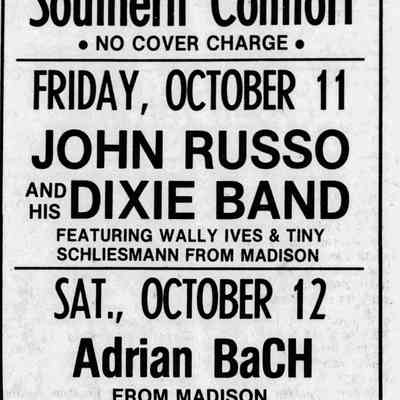 Southern Comfort
• NO COVER CHARGE •
FRIDAY, OCTOBER 11
JOHN RUSSO
AND HIS DIXIE BAND
FEATURING WALLY IVES & TINY
SCHLIESMANN FROM MADISON
SAT., OCTOBER 12
Adrian BaCH
FROM MADISON